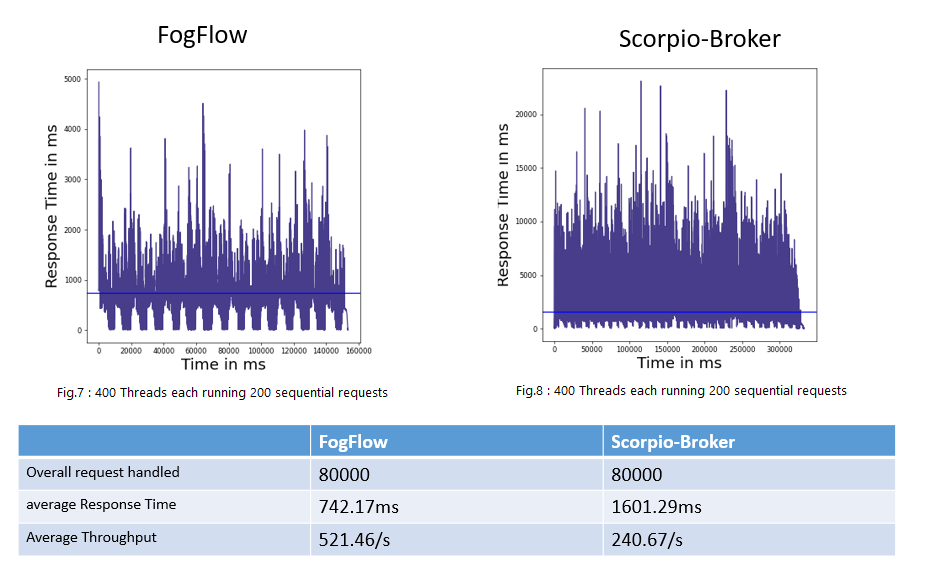 FogFlow
Scorpio-Broker
Response Time in ms
5000
4000
3000
2000
1000
0
0 20000 40000 60000 80000 100000 120000 140000 160000
Time in ms
Fig.7 : 400 Threads each running 200 sequential requests
Response Time in ms
20000
15000
10000
5000
0
0 50000 100000 150000 200000 250000 300000
Time in ms
Fig.8 : 400 Threads each running 200 sequential requests
FogFlow Scorpio-Broker
Overall request handled 80000 80000
average Response Time 742.17ms 1601.29ms
Average Throughput 521.46/s 240.67/s